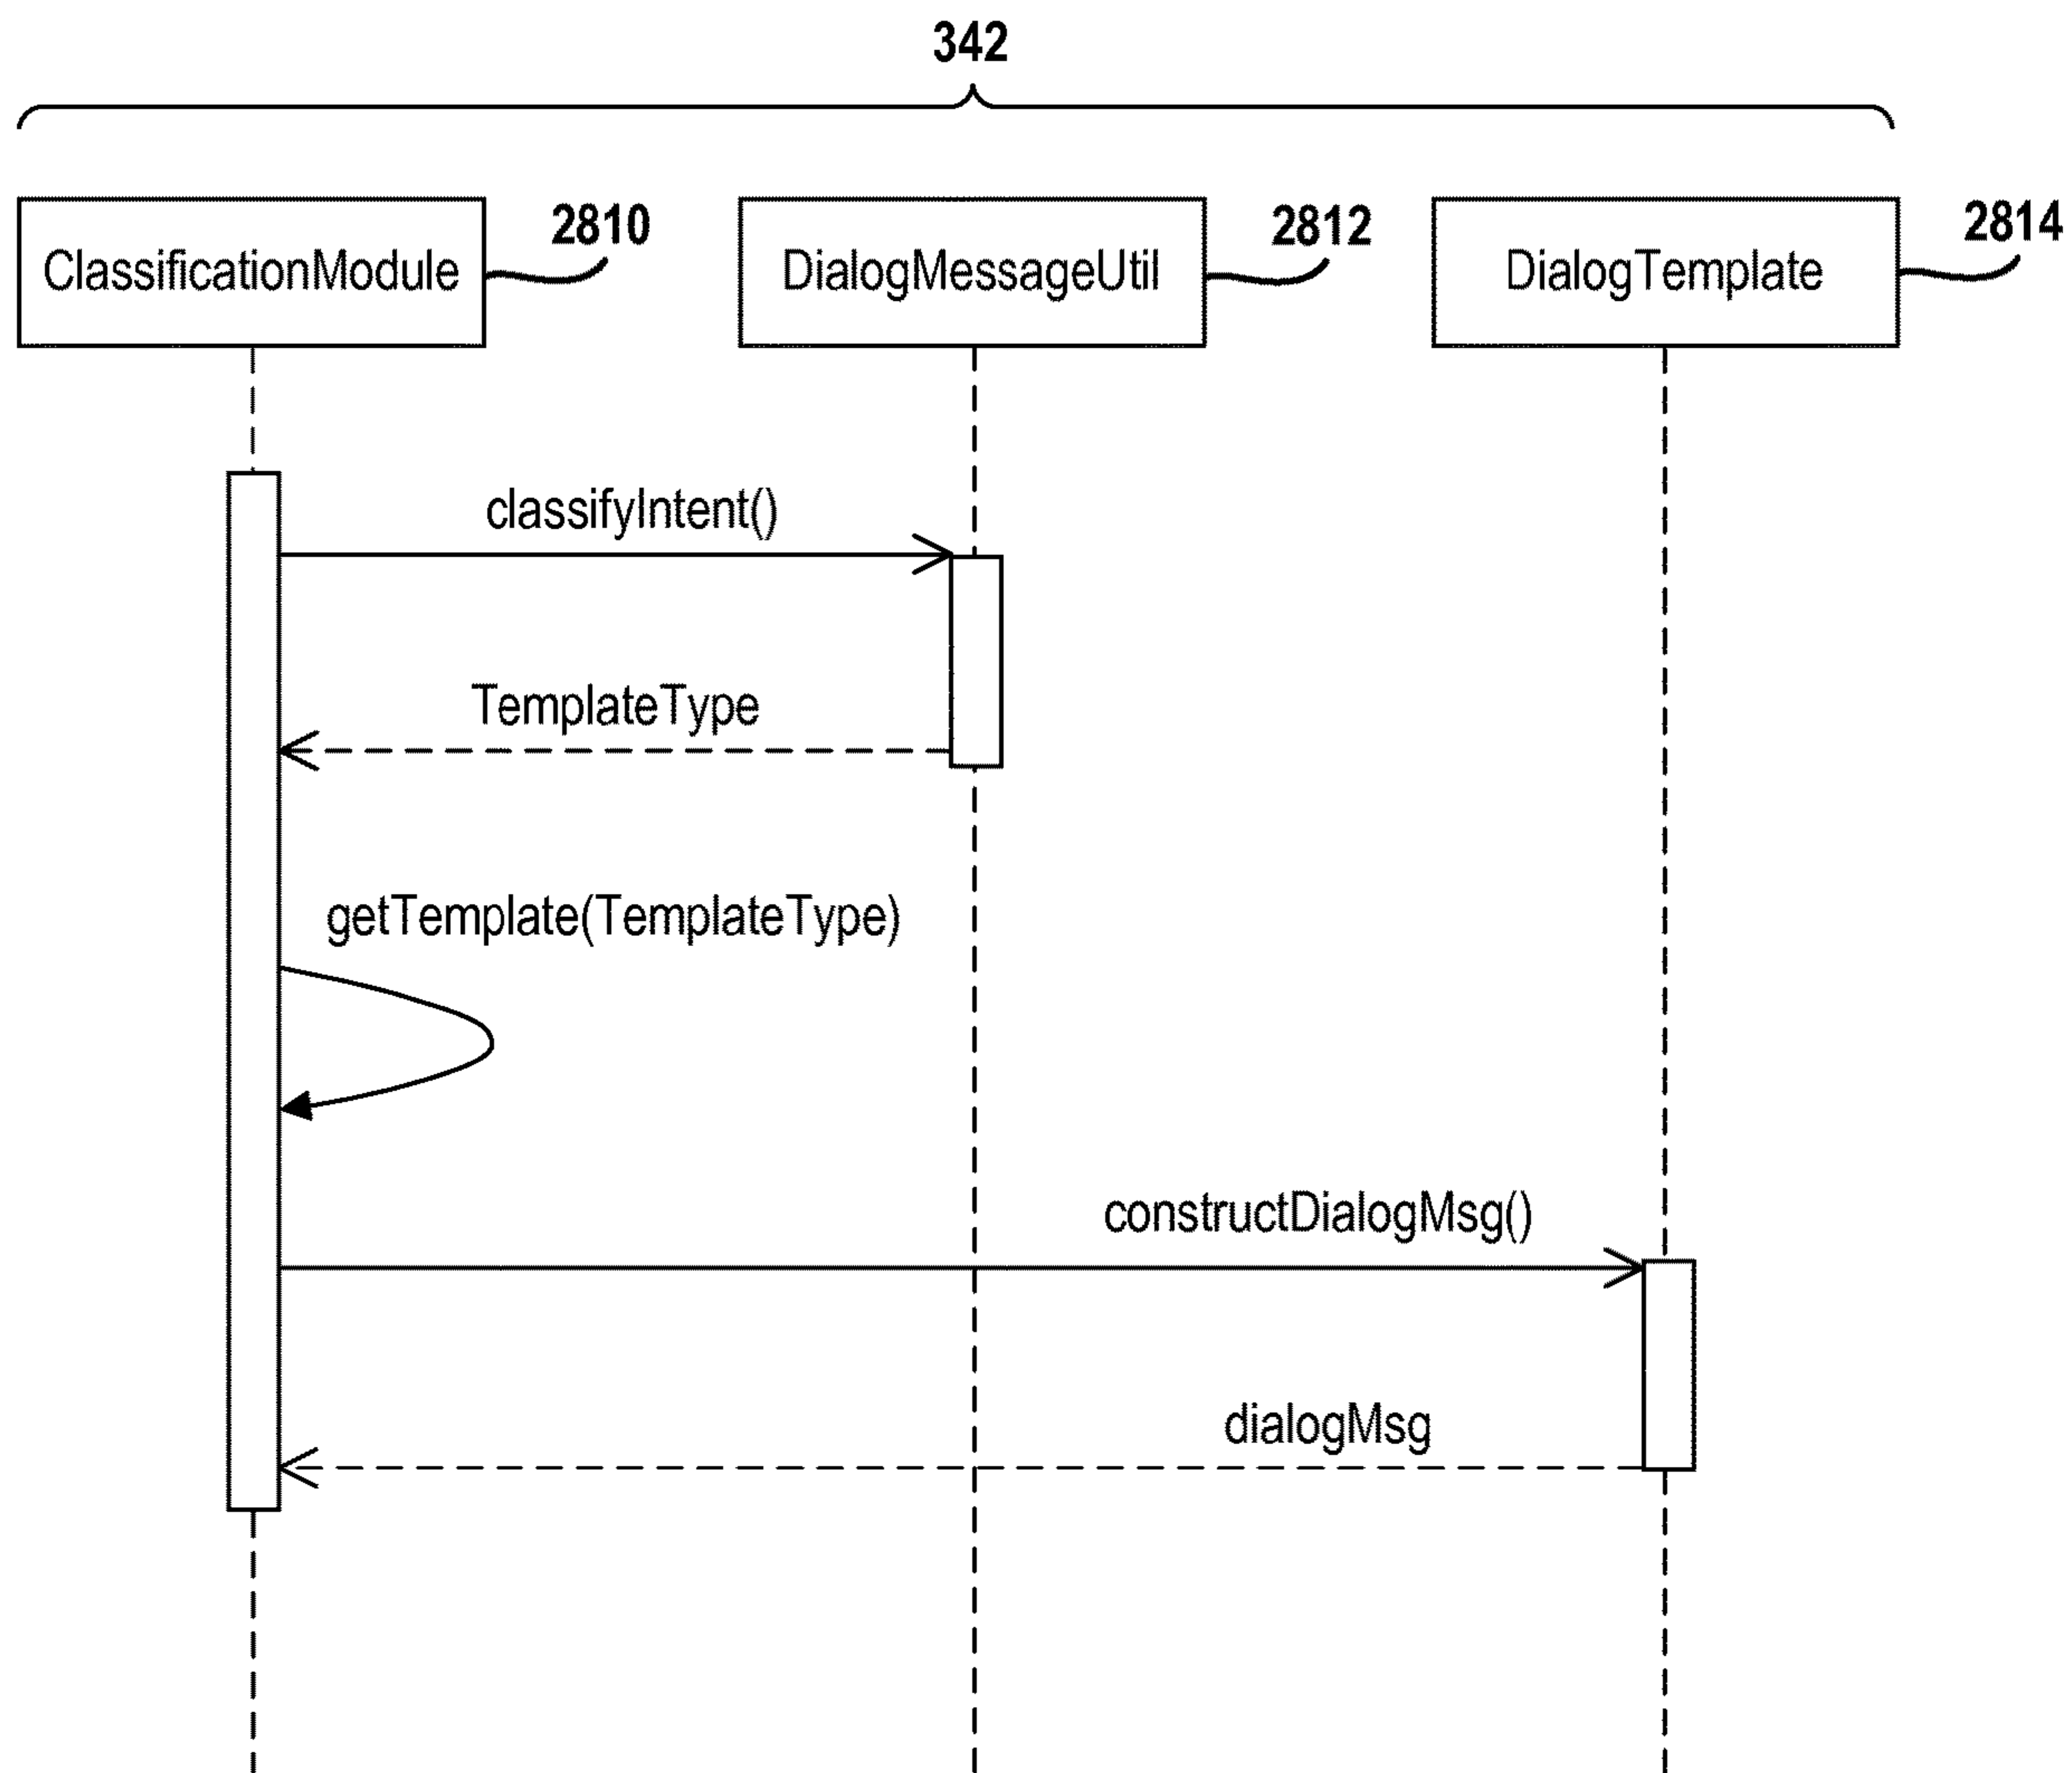 342
ClassificationModule
2810
DialogMessageUtil
2812
DialogTemplate
2814
classifyIntent()
TemplateType
getTemplate(TemplateType)
constructDialogMsg()
dialogMsg